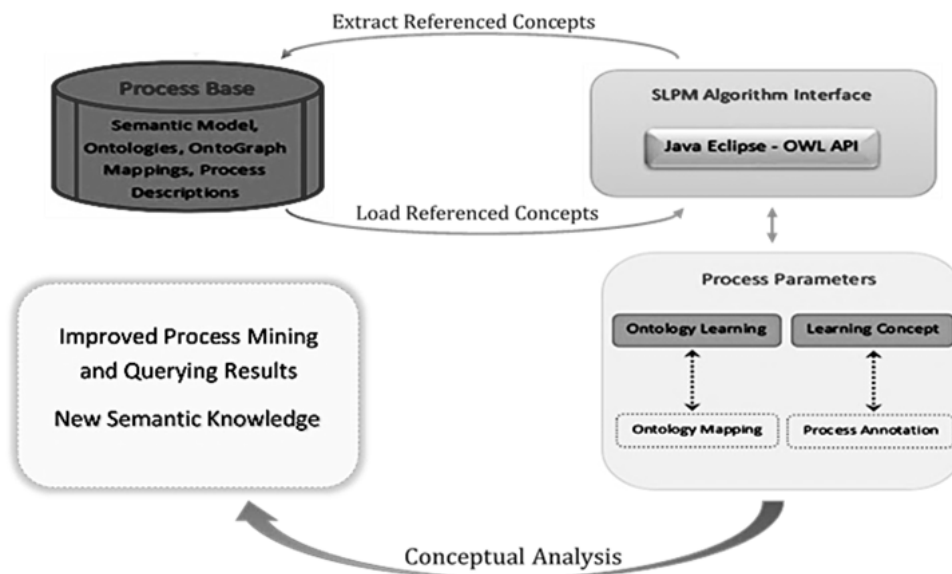 Extract Referenced Concepts
Process Base
Semantic Model,
Ontologies, OntoGraph
Mappings, Process
Descriptions
SLPM Algorithm Interface
Java Eclipse - OWL API
Load Referenced Concepts
Process Parameters
Ontology Learning
Learning Concept
Ontology Mapping
Process Annotation
Improved Process Mining
and Querying Results
New Semantic Knowledge
Conceptual Analysis